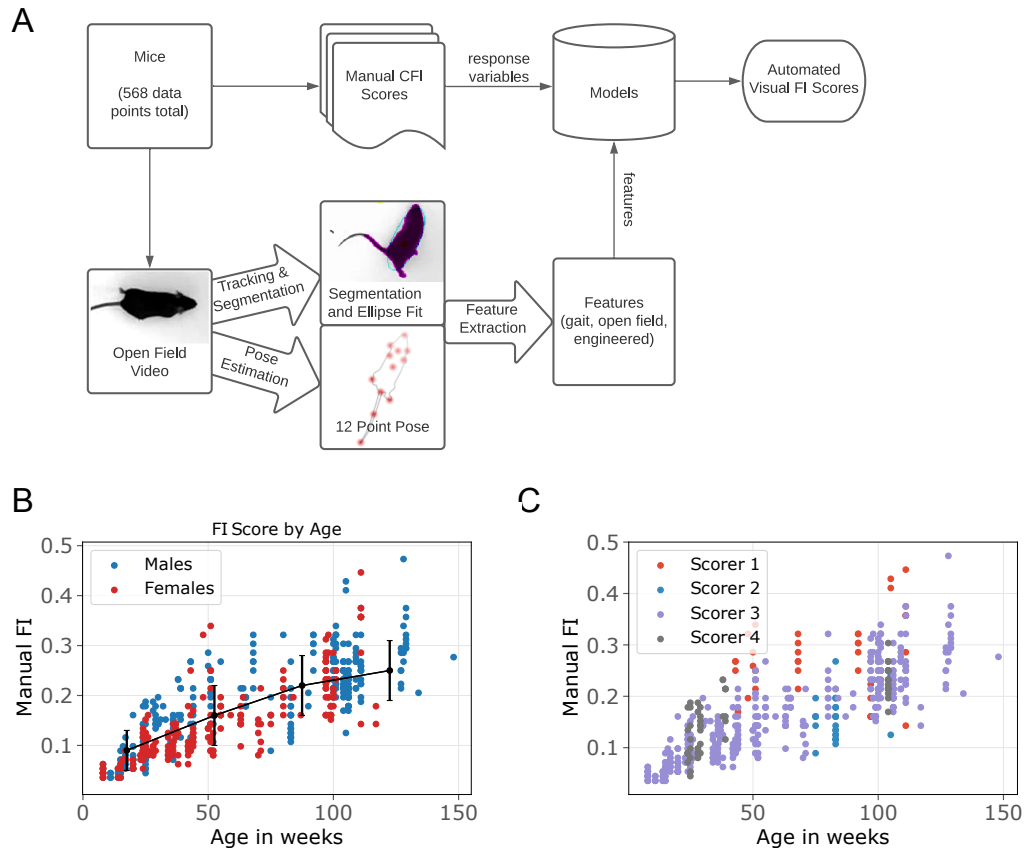 A
Mice
(568 data
points total)
Manual CFI
Scores
response
variables
Models
Automated
Visual FI Scores
features
Tracking &
Segmentation
Segmentation
and Ellipse Fit
Feature
Extraction
Features
(gait, open field,
engineered)
Open Field
Video
Pose
Estimation
12 Point Pose
B
FI Score by Age
Males
Females
Manual FI
0.5
0.4
0.3
0.2
0.1
0
50
100
150
Age in weeks
C
Scorer 1
Scorer 2
Scorer 3
Scorer 4
Manual FI
0.5
0.4
0.3
0.2
0.1
50
100
150
Age in weeks